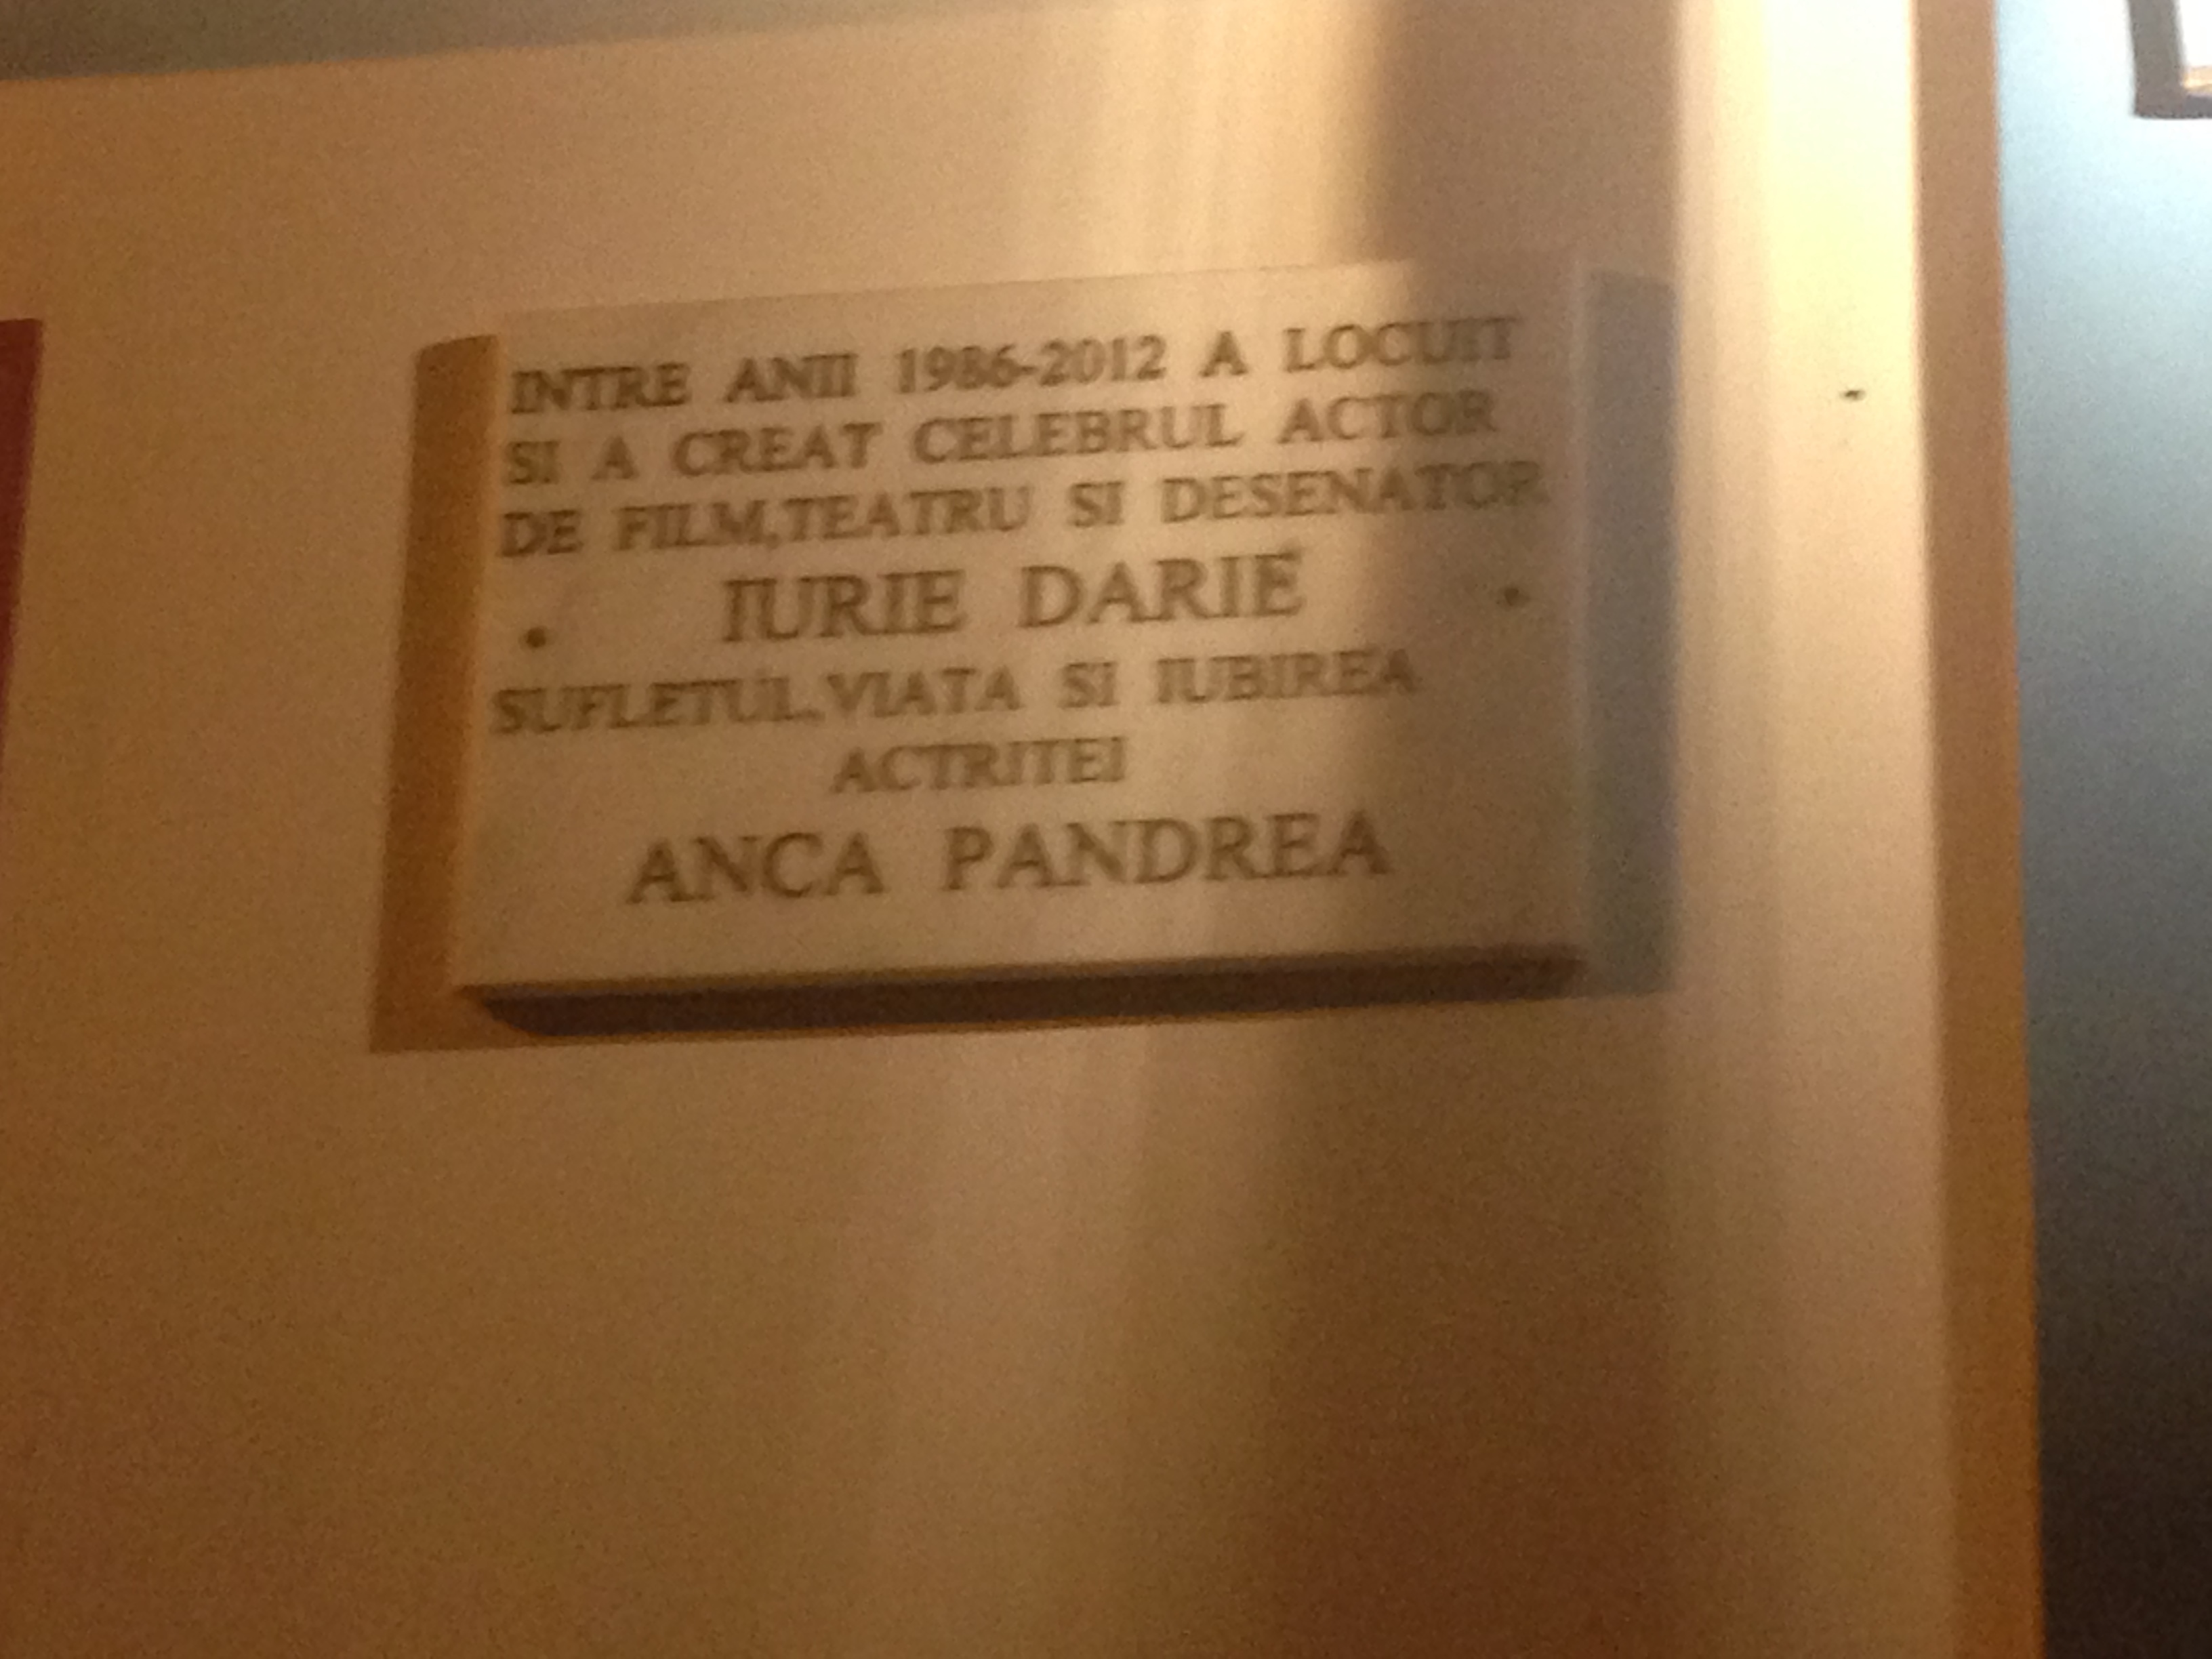 INTRE ANII 1986-2012 A LOCUIT
SI A CREAT CELEBRUL ACTOR
DE FILM,TEATRU SI DESENATOR
IURIE DARIE
SUFLETUL,VIATA SI IUBIREA
ACTRITEI
ANCA PANDREA